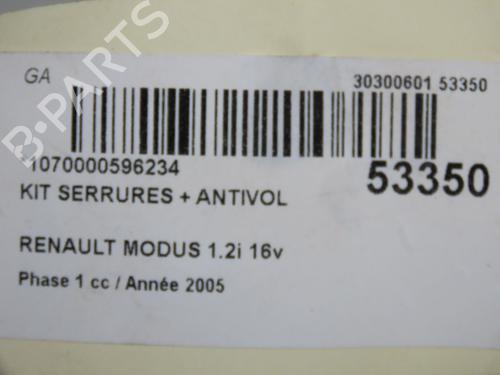 GA
30300601 53350
1070000596234
53350
KIT SERRURES + ANTIVOL
RENAULT MODUS 1.2i 16v
Phase 1 cc / Année 2005
B-PARTS